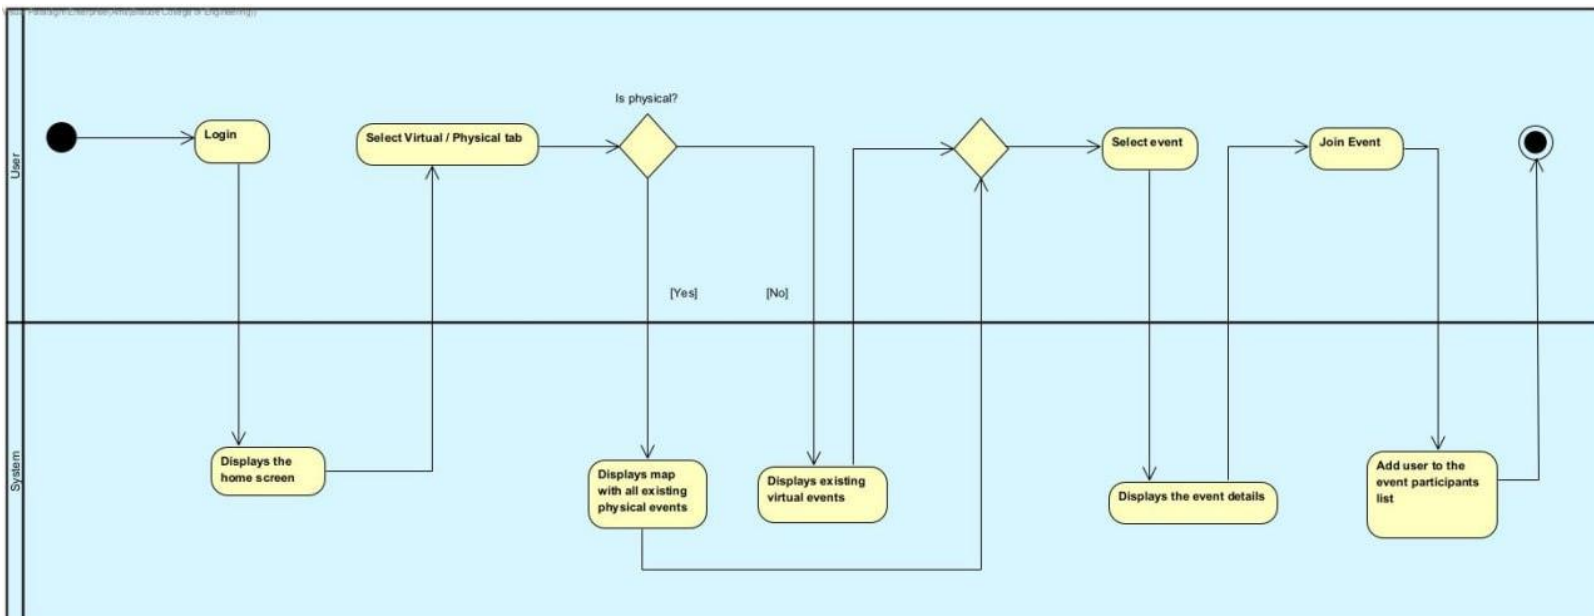 Is physical?
User
Login
Select Virtual / Physical tab
Select event
Join Event
[Yes]
[No]
System
Displays the
home screen
Displays map
with all existing
physical events
Displays existing
virtual events
Displays the event details
Add user to the
event participants
list